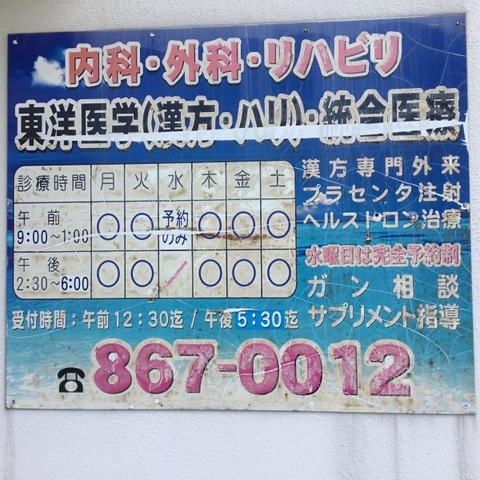 内科・外科・リハビリ
東洋医学(漢方・ハリ)・統合医療
診療時間 月 火 水 木 金 土
午前 9:00〜1:00 〇 〇 予約のみ 〇 〇 〇
午後 2:30〜6:00 〇 〇 / 〇 〇 〇
受付時間：午前12:30迄 / 午後5:30迄
漢方専門外来
プラセンタ注射
ヘルストロン治療
水曜日は完全予約制
ガン相談
サプリメント指導
☎867-0012